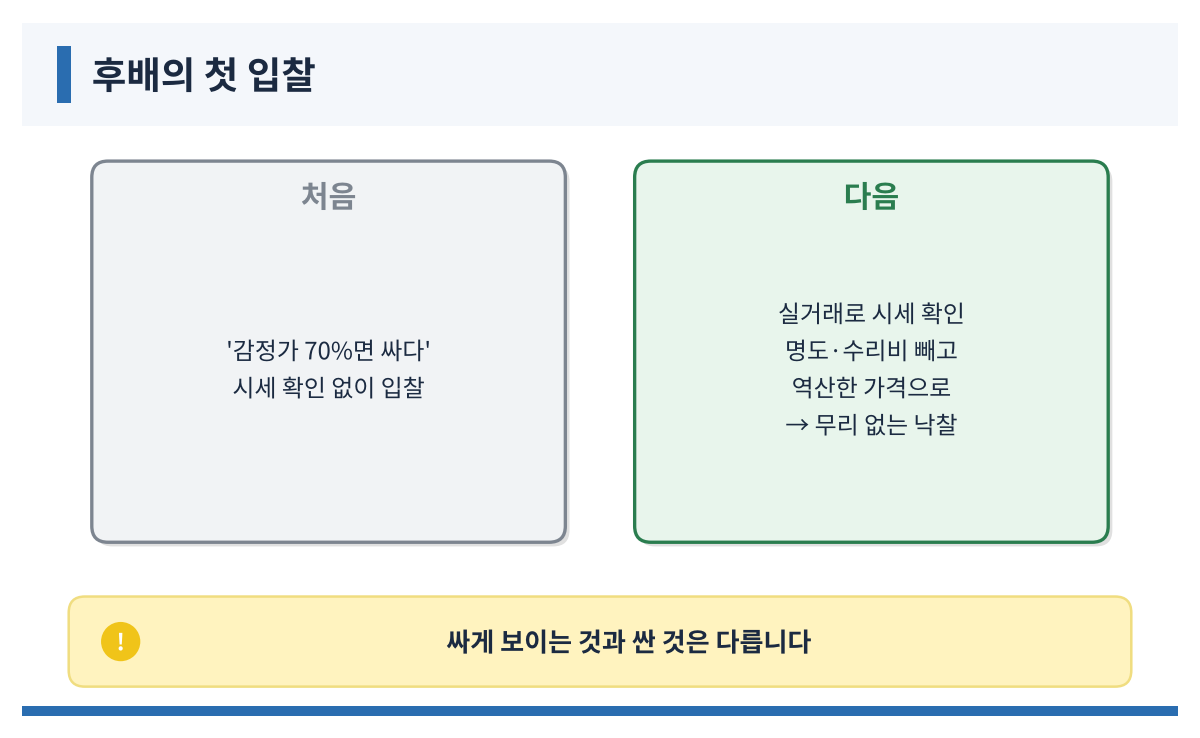 후배의 첫 입찰
처음
'감정가 70%면 싸다'
시세 확인 없이 입찰
다음
실거래로 시세 확인
명도·수리비 빼고
역산한 가격으로
→ 무리 없는 낙찰
!
싸게 보이는 것과 싼 것은 다릅니다